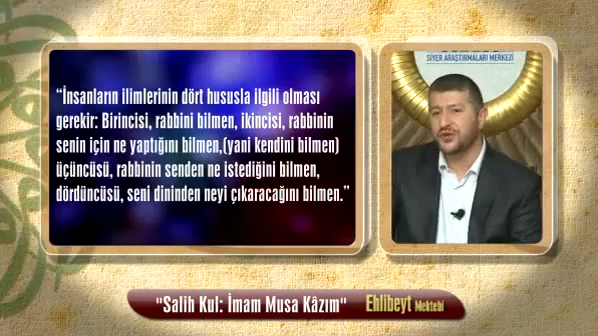 "İnsanların ilimlerinin dört hususla ilgili olması
gerekir: Birincisi, rabbini bilmen, ikincisi, rabbinin
senin için ne yaptığını bilmen,(yani kendini bilmen)
üçüncüsü, rabbinin senden ne istediğini bilmen,
dördüncüsü, seni dininden neyi çıkaracağını bilmen."
SİYER ARAŞTIRMALARI MERKEZİ
"Salih Kul: İmam Musa Kâzım" Ehlibeyt Mektebi